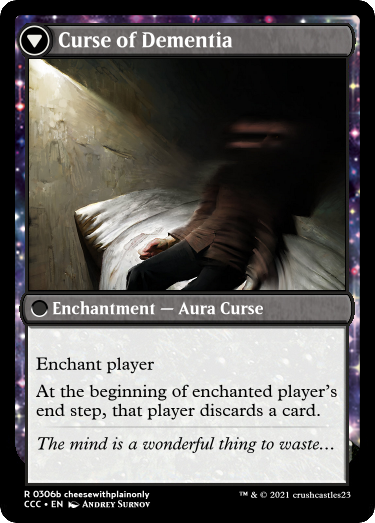 Curse of Dementia
Enchantment — Aura Curse
Enchant player
At the beginning of enchanted player's
end step, that player discards a card.
The mind is a wonderful thing to waste...
R 0306b cheesewithplainonly
CCC • EN Andrey Surnov
™ & © 2021 crushcastles23